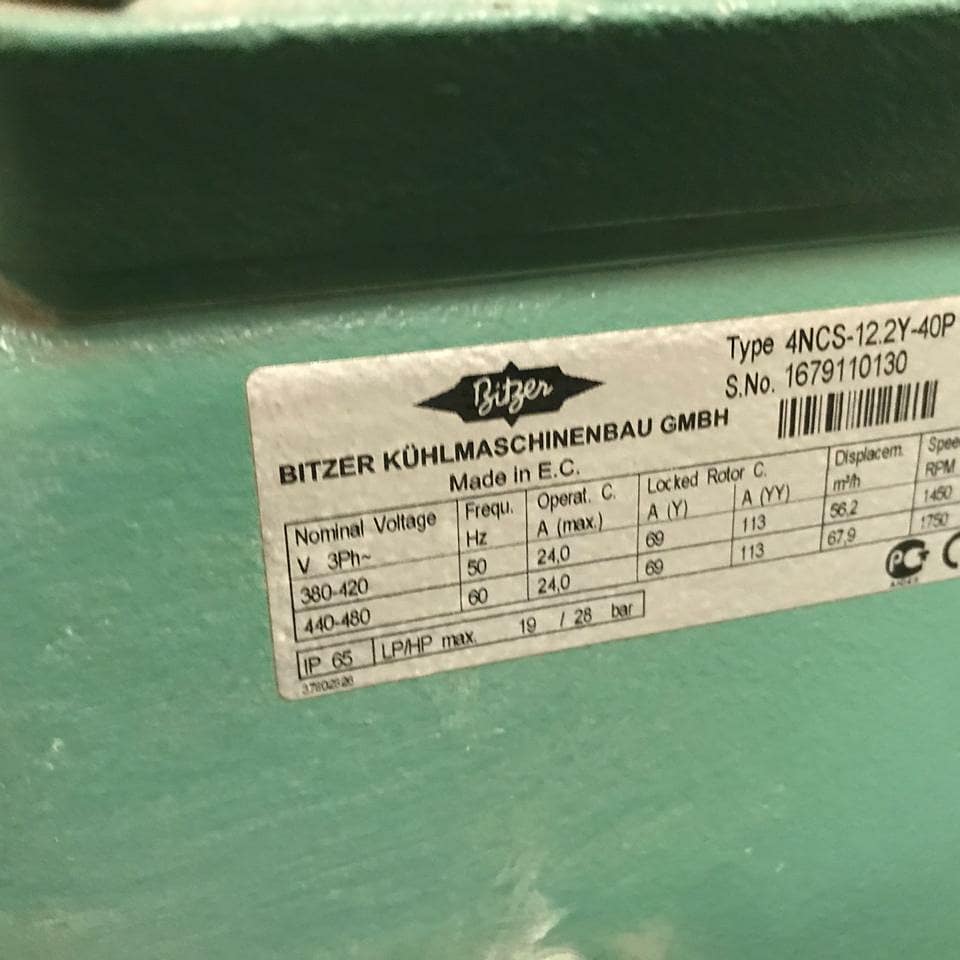 Bitzer
Type 4NCS-12.2Y-40P
S.No. 1679110130
BITZER KÜHLMASCHINENBAU GMBH
Made in E.C.
Nominal Voltage Frequ. Operat. C. Locked Rotor C. Displacem. Spee
V 3Ph~ Hz A (max.) A (Y) A (YY) m³/h RPM
380-420 50 24,0 69 113 56,2 1450
440-480 60 24,0 69 113 67,9 1750
IP 65 LP/HP max. 19 / 28 bar